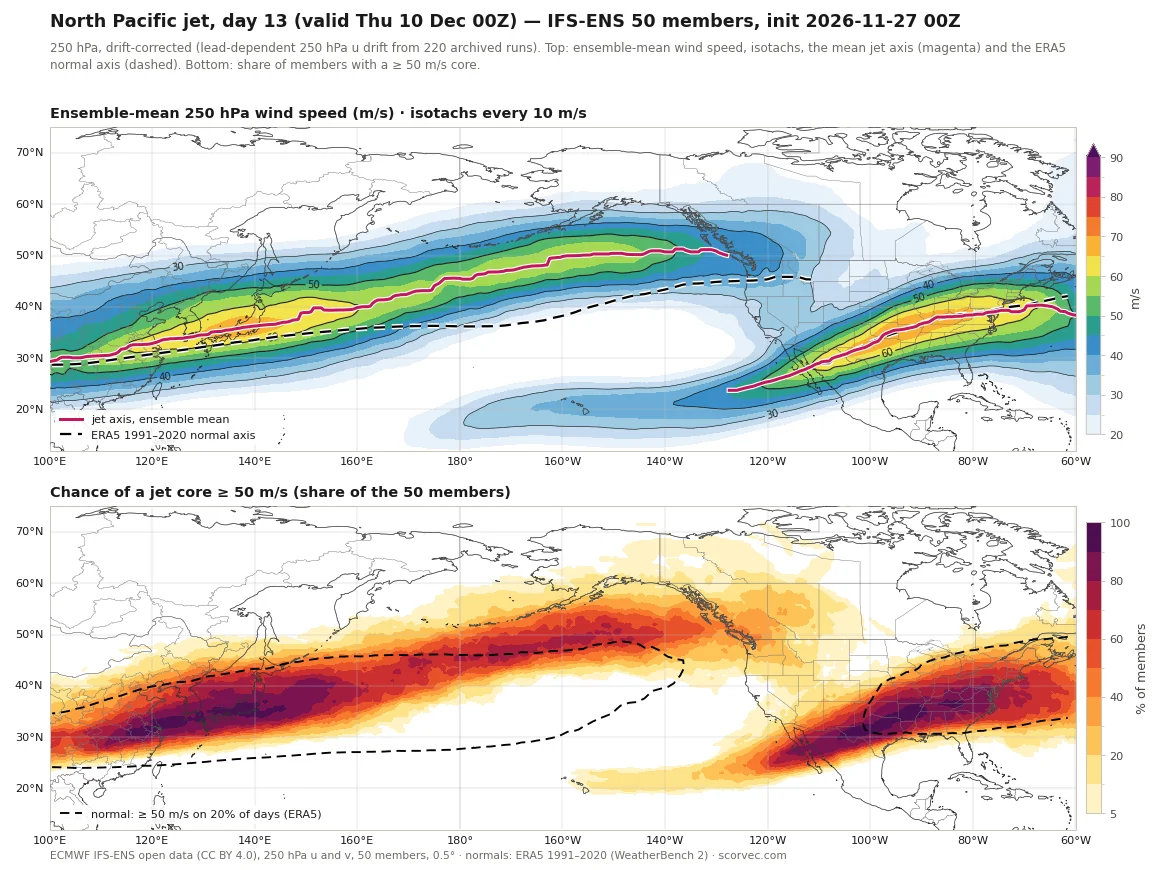 North Pacific jet, day 13 (valid Thu 10 Dec 00Z) — IFS-ENS 50 members, init 2026-11-27 00Z
250 hPa, drift-corrected (lead-dependent 250 hPa u drift from 220 archived runs). Top: ensemble-mean wind speed, isotachs, the mean jet axis (magenta) and the ERA5
normal axis (dashed). Bottom: share of members with a ≥ 50 m/s core.
Ensemble-mean 250 hPa wind speed (m/s) · isotachs every 10 m/s
70°N
60°N
50°N
40°N
30°N
20°N
30
50
40
40
50
60
30
jet axis, ensemble mean
ERA5 1991–2020 normal axis
100°E 120°E 140°E 160°E 180° 160°W 140°W 120°W 100°W 80°W 60°W
90
80
70
60
50
40
30
20
m/s
Chance of a jet core ≥ 50 m/s (share of the 50 members)
70°N
60°N
50°N
40°N
30°N
20°N
normal: ≥ 50 m/s on 20% of days (ERA5)
100°E 120°E 140°E 160°E 180° 160°W 140°W 120°W 100°W 80°W 60°W
100
80
60
40
20
5
% of members
ECMWF IFS-ENS open data (CC BY 4.0), 250 hPa u and v, 50 members, 0.5° · normals: ERA5 1991–2020 (WeatherBench 2) · scorvec.com